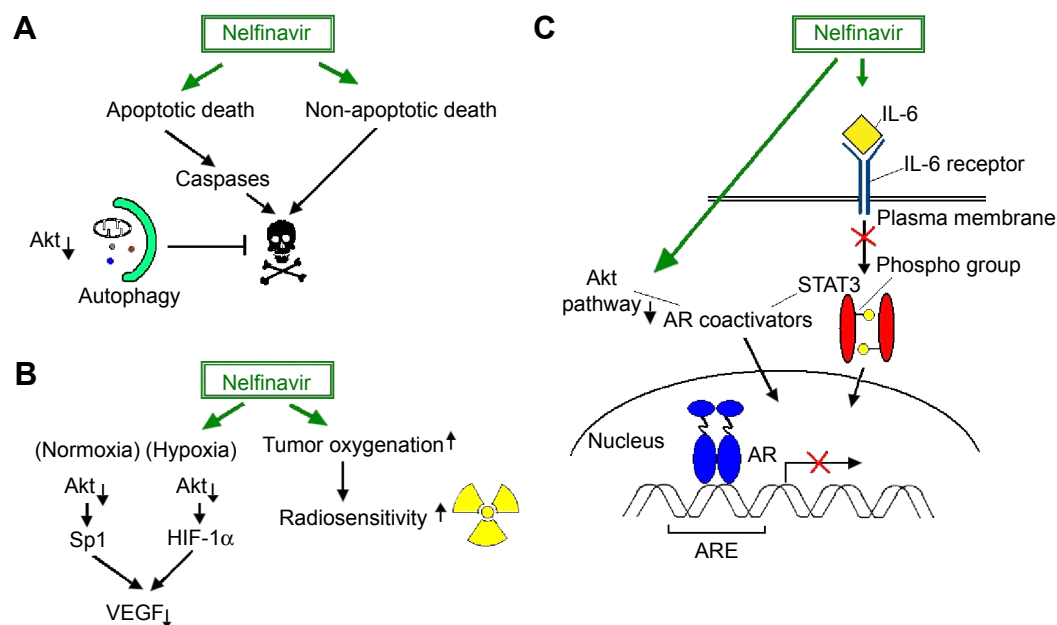 A
Nelfinavir
Apoptotic death
Non-apoptotic death
Caspases
Akt
Autophagy
B
Nelfinavir
(Normoxia) (Hypoxia)
Tumor oxygenation
Akt
Akt
Radiosensitivity
Sp1
HIF-1α
VEGF
C
Nelfinavir
IL-6
IL-6 receptor
Plasma membrane
Phospho group
Akt
pathway
STAT3
AR coactivators
Nucleus
AR
ARE